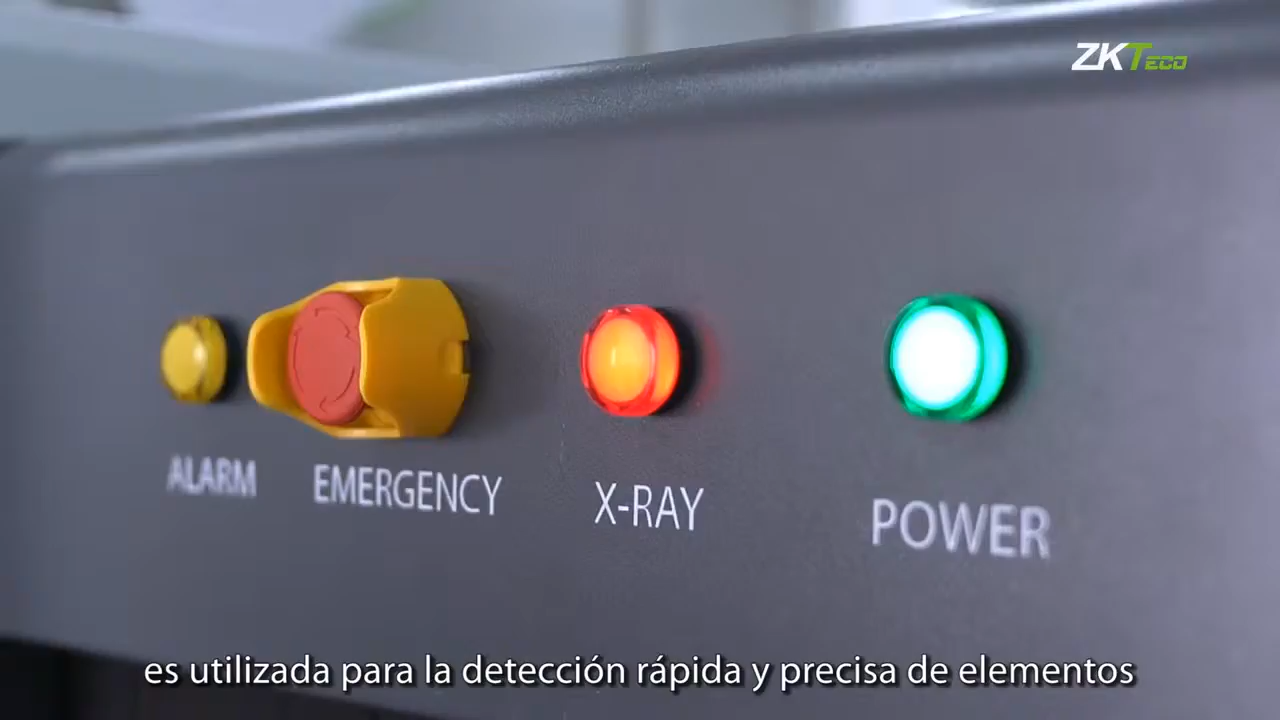 ZKTeco
ALARM
EMERGENCY
X-RAY
POWER
es utilizada para la detección rápida y precisa de elementos